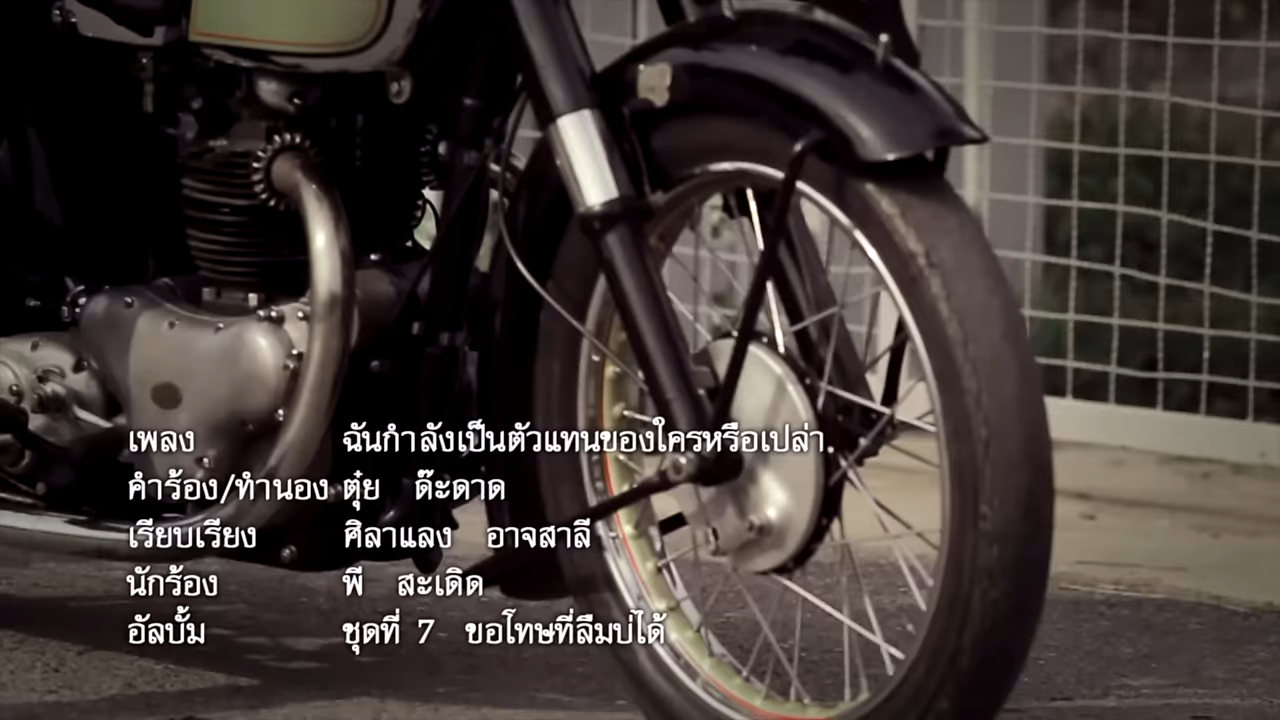 เพลง ฉันกำลังเป็นตัวแทนของใครหรือเปล่า
คำร้อง/ทำนอง ตุ๋ย ด๊ะดาด
เรียบเรียง ศิลาแลง อาจสาลี
นักร้อง พี สะเดิด
อัลบั้ม ชุดที่ 7 ขอโทษที่ลืมบ่ได้